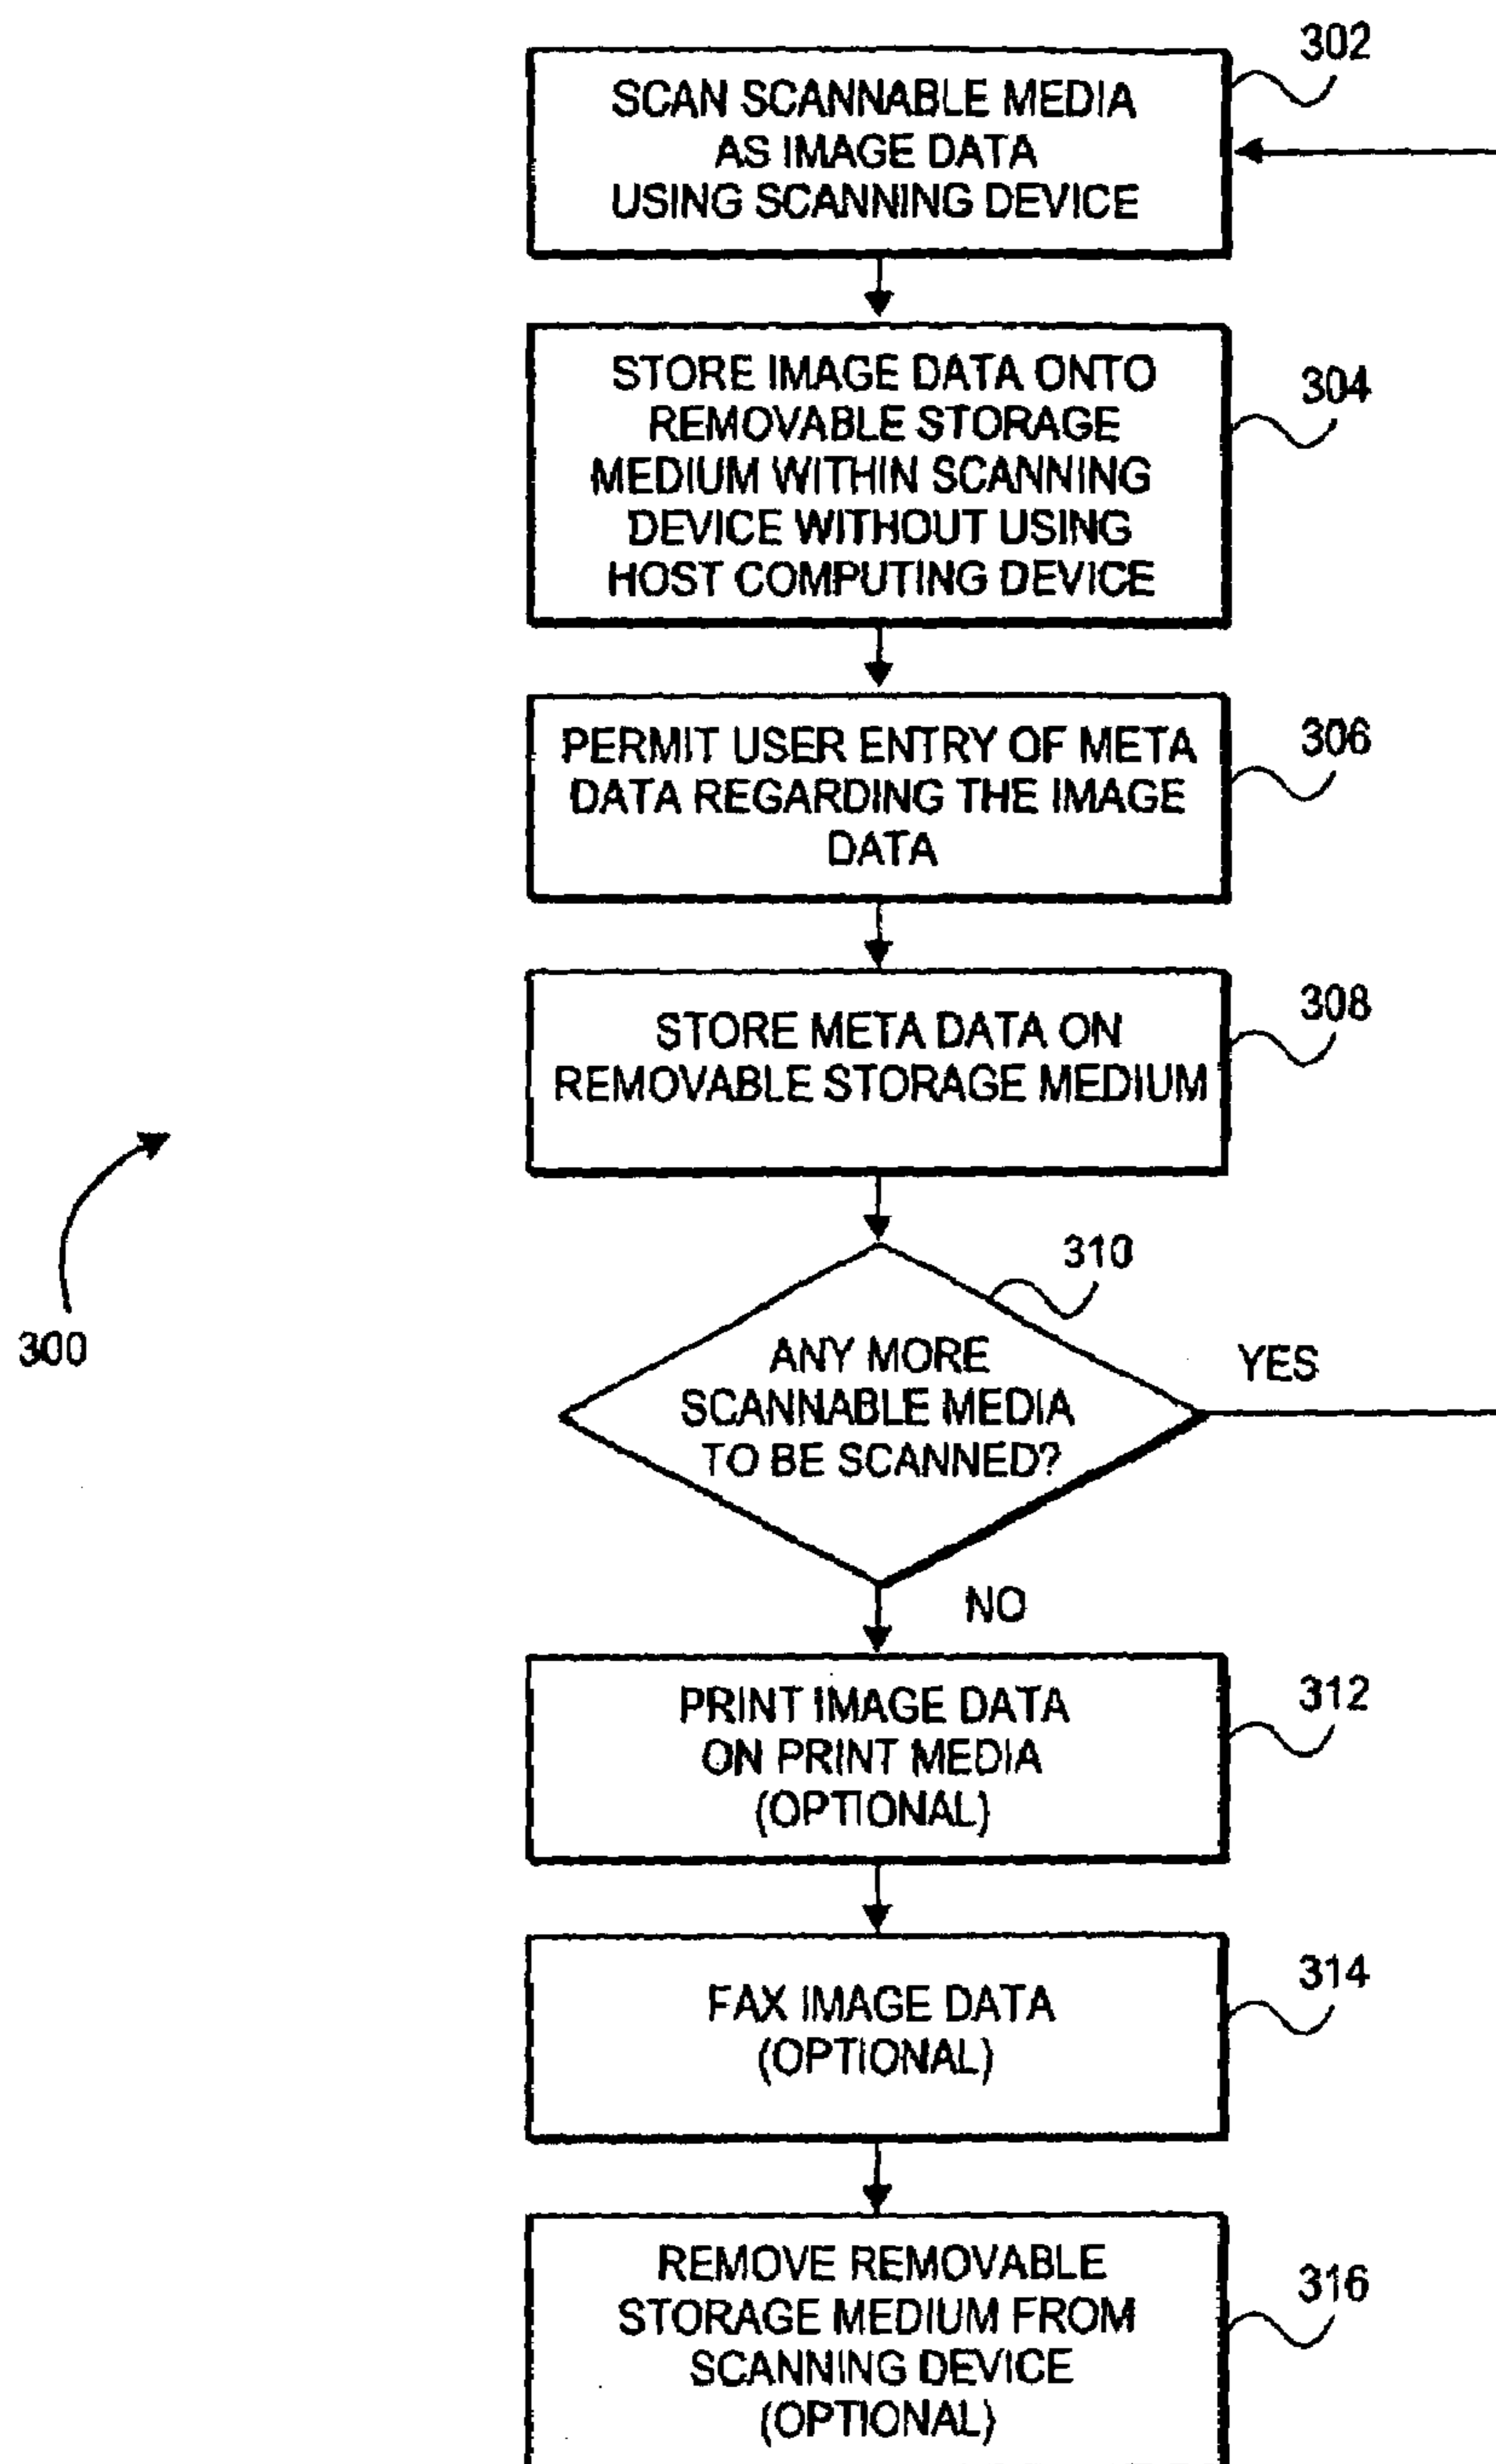 302
SCAN SCANNABLE MEDIA
AS IMAGE DATA
USING SCANNING DEVICE
304
STORE IMAGE DATA ONTO
REMOVABLE STORAGE
MEDIUM WITHIN SCANNING
DEVICE WITHOUT USING
HOST COMPUTING DEVICE
306
PERMIT USER ENTRY OF META
DATA REGARDING THE IMAGE
DATA
308
STORE META DATA ON
REMOVABLE STORAGE MEDIUM
300
310
ANY MORE
SCANNABLE MEDIA
TO BE SCANNED?
YES
NO
312
PRINT IMAGE DATA
ON PRINT MEDIA
(OPTIONAL)
314
FAX IMAGE DATA
(OPTIONAL)
316
REMOVE REMOVABLE
STORAGE MEDIUM FROM
SCANNING DEVICE
(OPTIONAL)